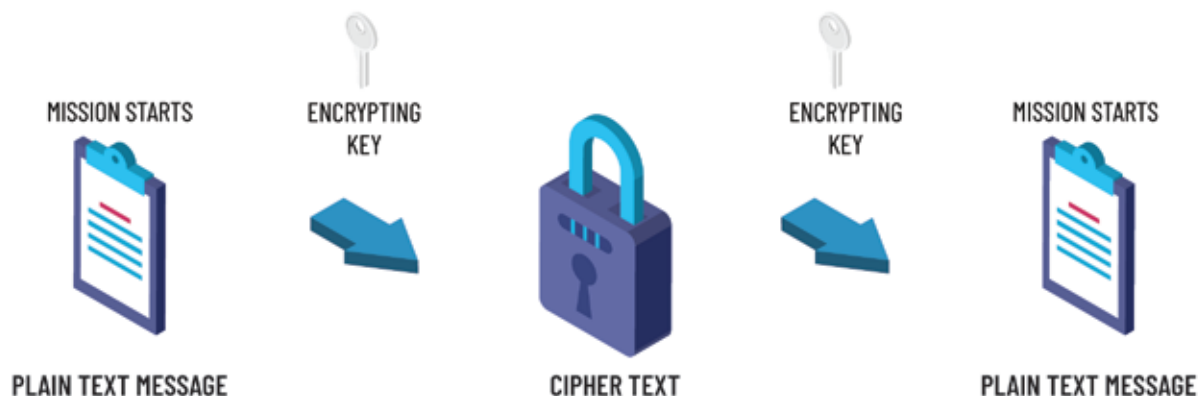 MISSION STARTS
ENCRYPTING
KEY
ENCRYPTING
KEY
MISSION STARTS
PLAIN TEXT MESSAGE
CIPHER TEXT
PLAIN TEXT MESSAGE